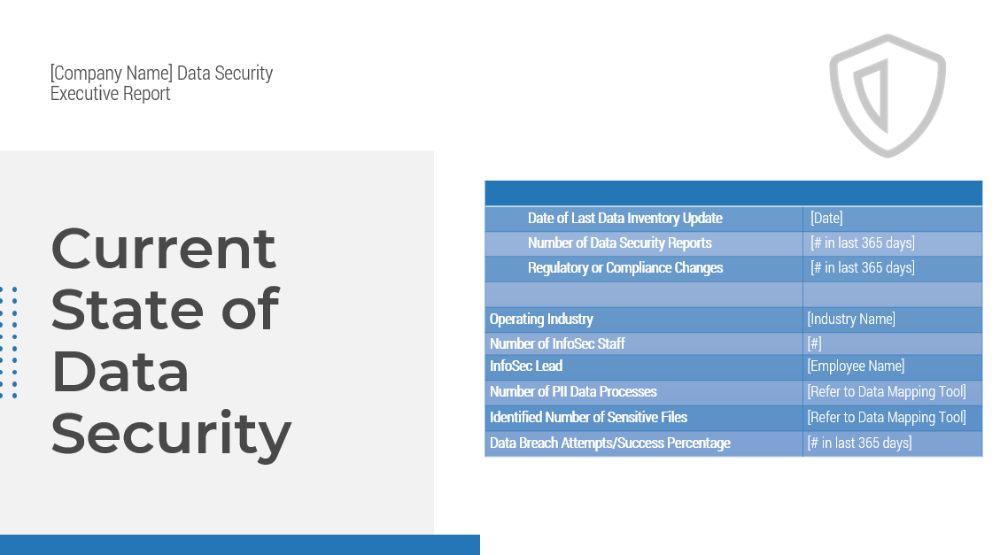 [Company Name] Data Security
Executive Report
Current
State of
Data
Security
Date of Last Data Inventory Update [Date]
Number of Data Security Reports [# in last 365 days]
Regulatory or Compliance Changes [# in last 365 days]
Operating Industry [Industry Name]
Number of InfoSec Staff [#]
InfoSec Lead [Employee Name]
Number of PII Data Processes [Refer to Data Mapping Tool]
Identified Number of Sensitive Files [Refer to Data Mapping Tool]
Data Breach Attempts/Success Percentage [# in last 365 days]